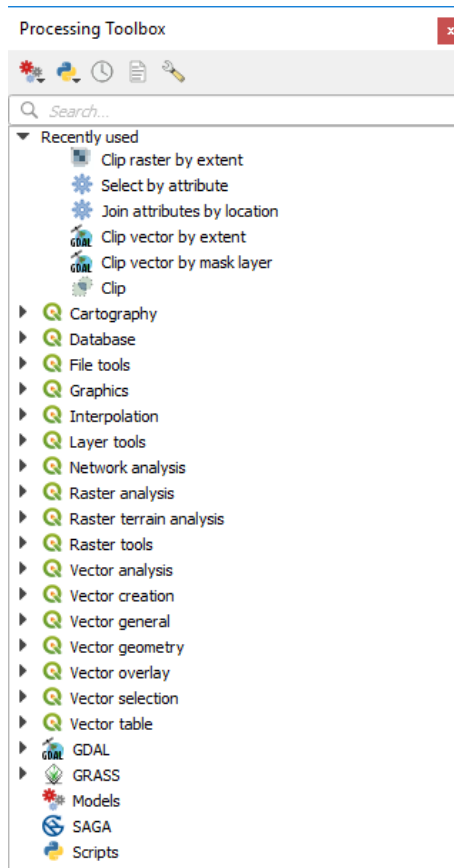 Processing Toolbox
x
Search...
Recently used
Clip raster by extent
Select by attribute
Join attributes by location
GDAL Clip vector by extent
GDAL Clip vector by mask layer
Clip
Cartography
Database
File tools
Graphics
Interpolation
Layer tools
Network analysis
Raster analysis
Raster terrain analysis
Raster tools
Vector analysis
Vector creation
Vector general
Vector geometry
Vector overlay
Vector selection
Vector table
GDAL GDAL
GRASS
Models
SAGA
Scripts